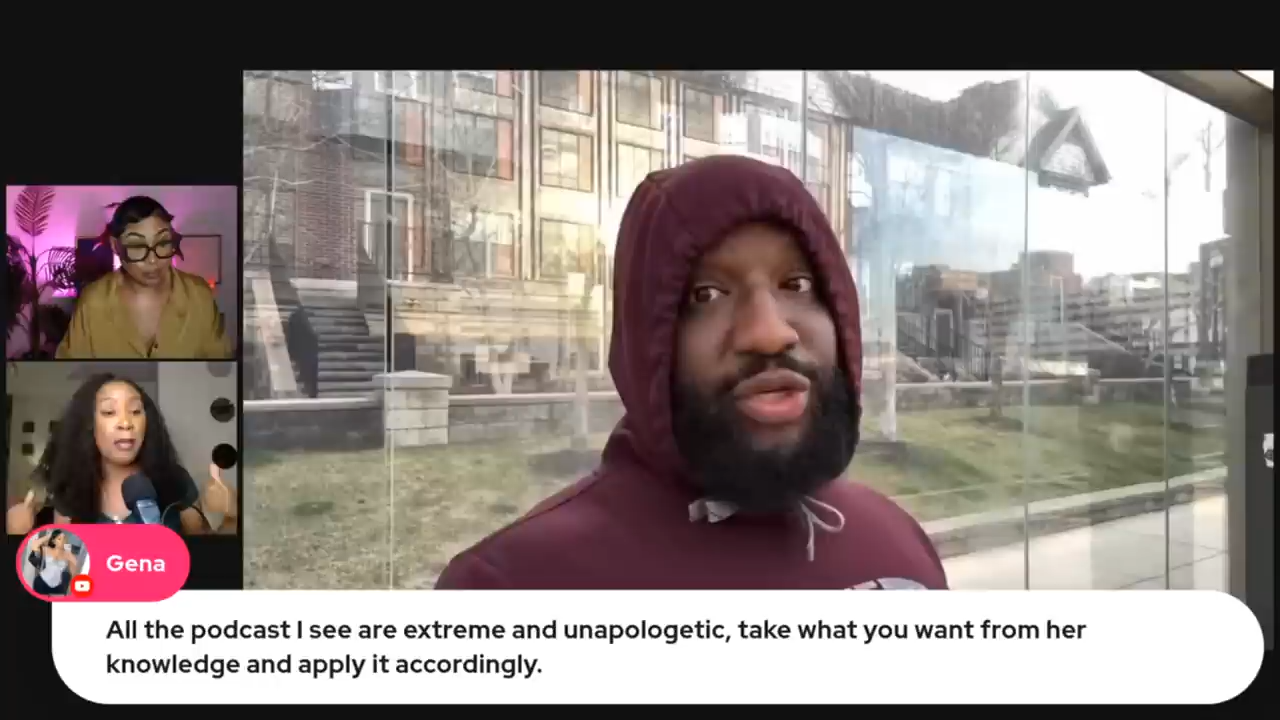 Gena
All the podcast I see are extreme and unapologetic, take what you want from her
knowledge and apply it accordingly.